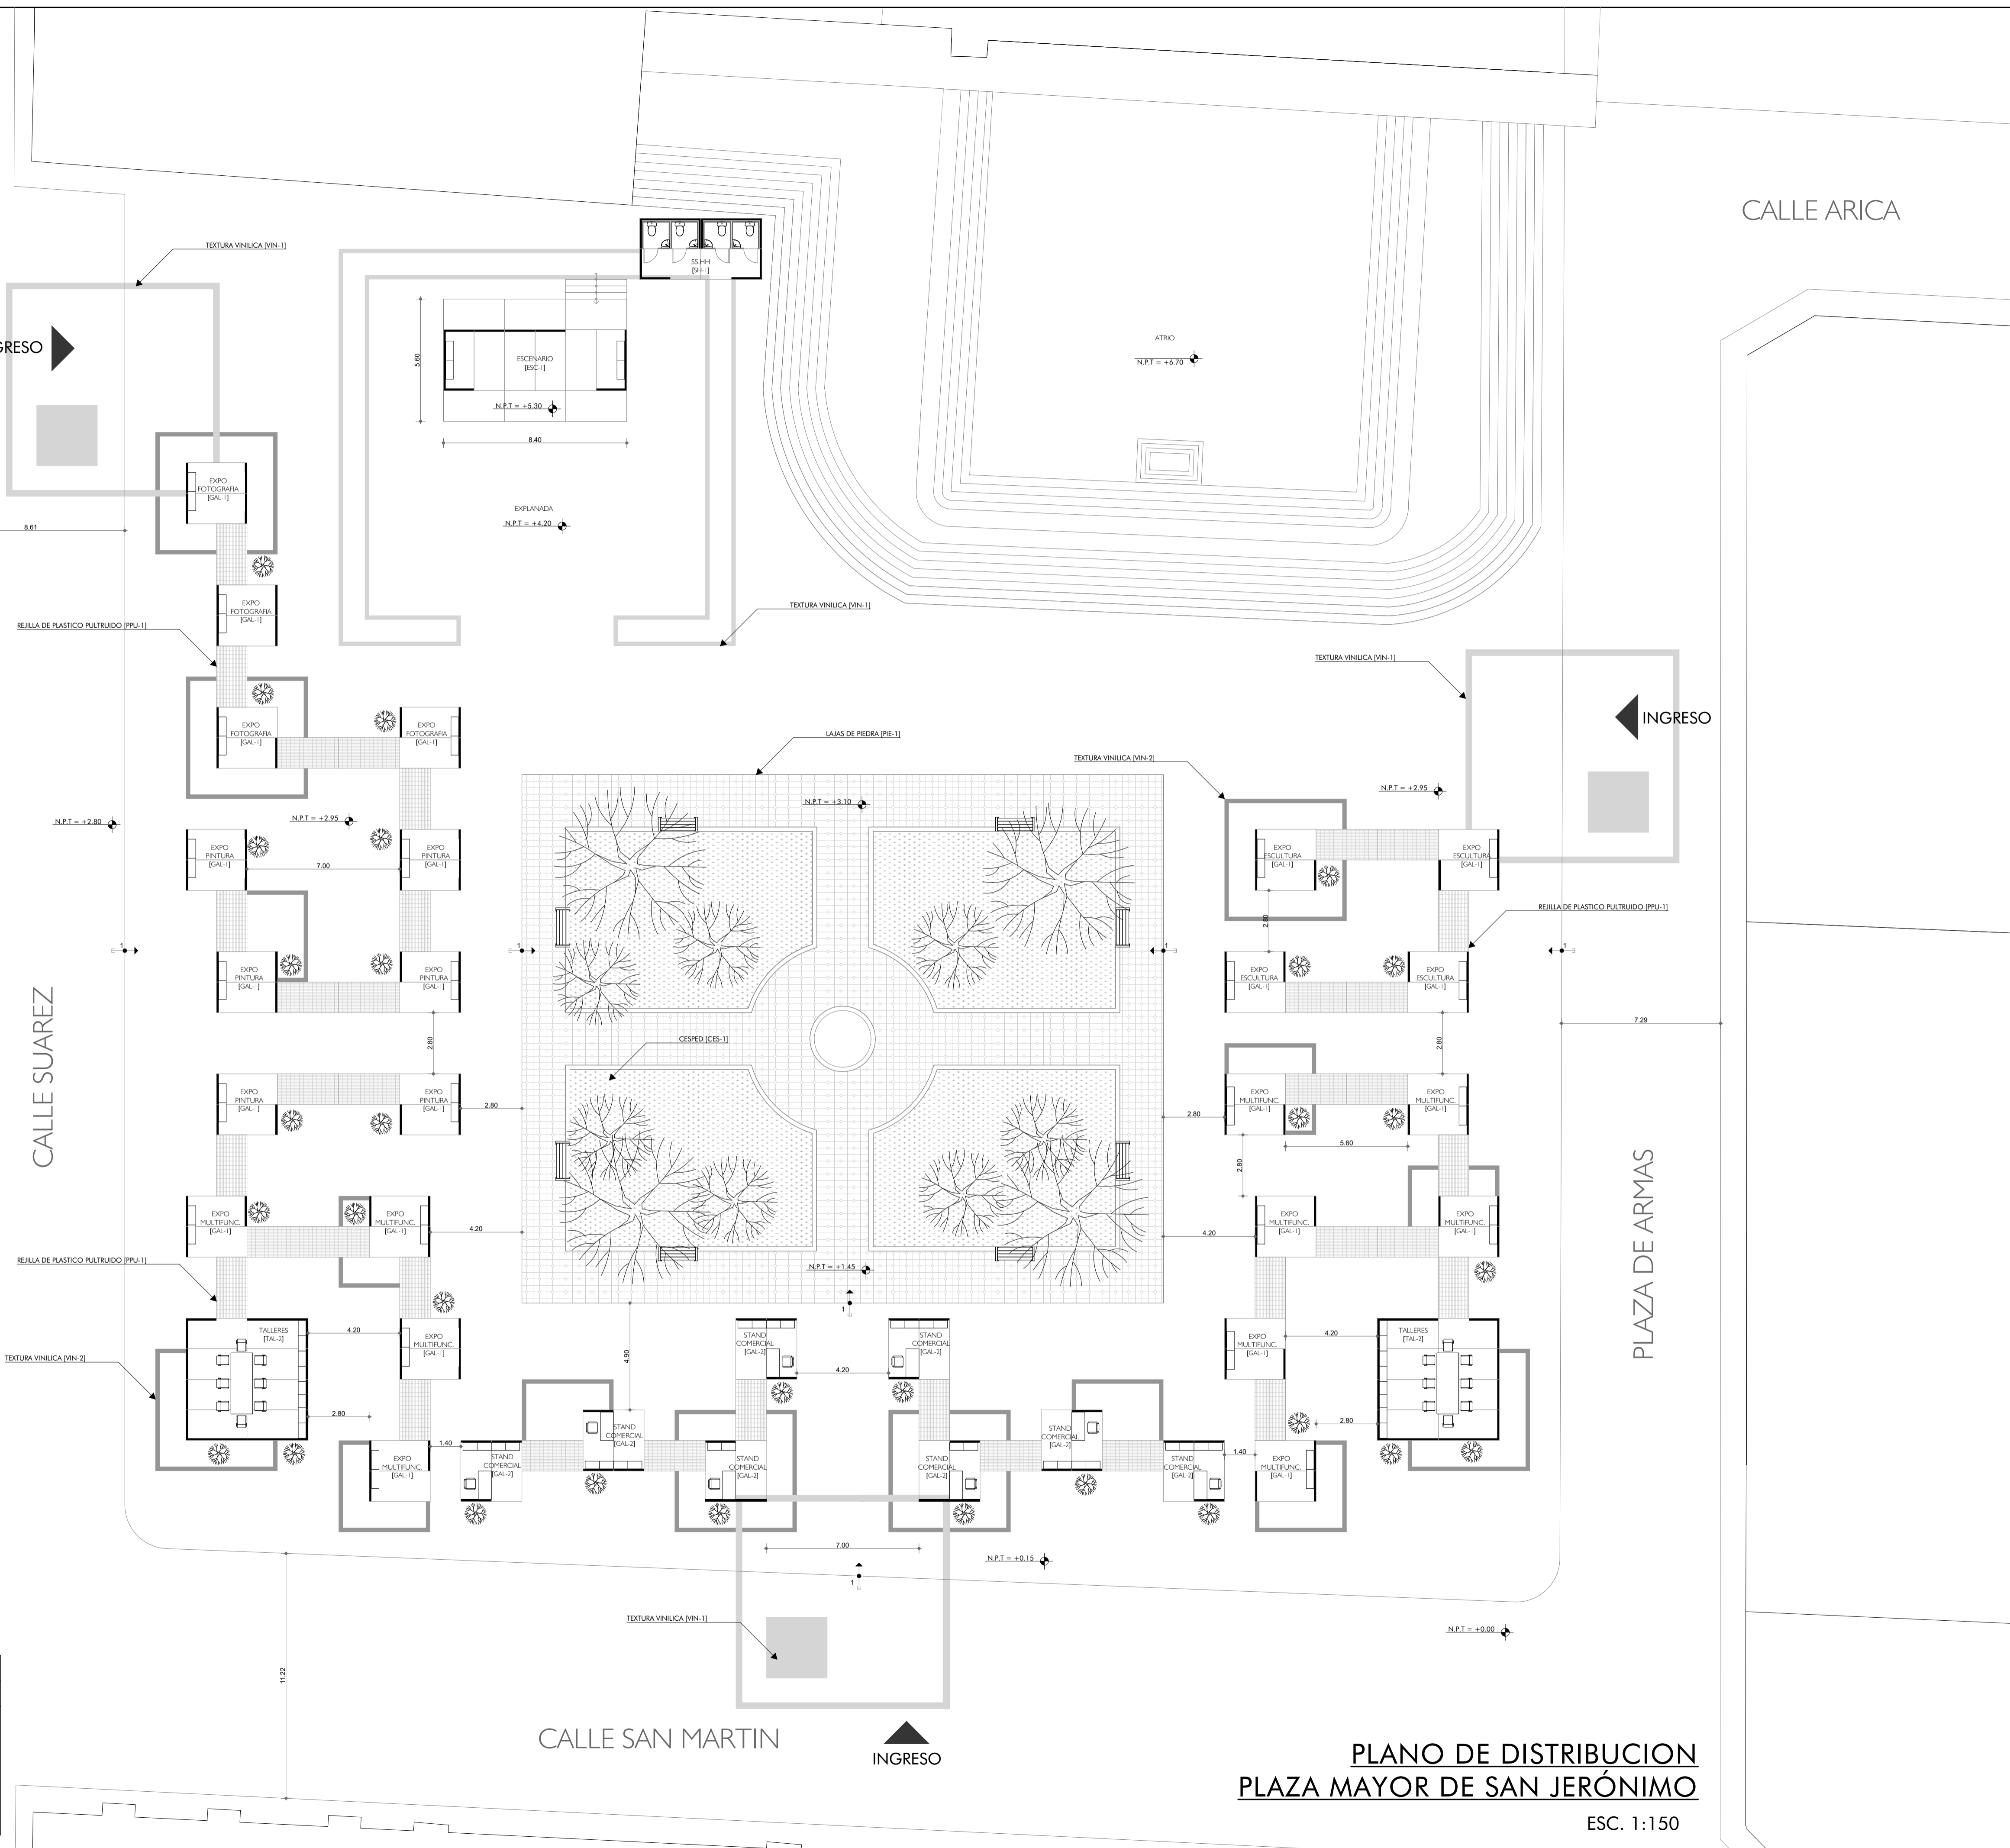 CALLE ARICA
TEXTURA VINILICA [VIN-1]
SS.HH
[SH-1]
GRESO
ATRIO
N.P.T = +6.70
5.60
ESCENARIO
[ESC-1]
N.P.T = +5.30
8.40
EXPO
FOTOGRAFIA
[GAL-1]
EXPLANADA
N.P.T = +4.20
8.61
EXPO
FOTOGRAFIA
[GAL-1]
TEXTURA VINILICA [VIN-1]
REJILLA DE PLASTICO PULTRUIDO [PPU-1]
TEXTURA VINILICA [VIN-1]
INGRESO
EXPO
FOTOGRAFIA
[GAL-1]
EXPO
FOTOGRAFIA
[GAL-1]
LAJAS DE PIEDRA [PIE-1]
TEXTURA VINILICA [VIN-2]
N.P.T = +2.95
N.P.T = +3.10
N.P.T = +2.80
N.P.T = +2.95
EXPO
PINTURA
[GAL-1]
7.00
EXPO
PINTURA
[GAL-1]
EXPO
ESCULTURA
[GAL-1]
EXPO
ESCULTURA
[GAL-1]
2.80
REJILLA DE PLASTICO PULTRUIDO [PPU-1]
1
1
1
1
EXPO
PINTURA
[GAL-1]
EXPO
PINTURA
[GAL-1]
EXPO
ESCULTURA
[GAL-1]
EXPO
ESCULTURA
[GAL-1]
CALLE SUAREZ
2.80
CESPED [CES-1]
2.80
7.29
EXPO
PINTURA
[GAL-1]
EXPO
PINTURA
[GAL-1]
2.80
2.80
EXPO
MULTIFUNC.
[GAL-1]
EXPO
MULTIFUNC.
[GAL-1]
5.60
2.80
PLAZA DE ARMAS
EXPO
MULTIFUNC.
[GAL-1]
EXPO
MULTIFUNC.
[GAL-1]
4.20
4.20
EXPO
MULTIFUNC.
[GAL-1]
EXPO
MULTIFUNC.
[GAL-1]
REJILLA DE PLASTICO PULTRUIDO [PPU-1]
N.P.T = +1.45
1
TALLERES
[TAL-2]
4.20
EXPO
MULTIFUNC.
[GAL-1]
4.90
STAND
COMERCIAL
[GAL-2]
4.20
STAND
COMERCIAL
[GAL-2]
EXPO
MULTIFUNC.
[GAL-1]
4.20
TALLERES
[TAL-2]
TEXTURA VINILICA [VIN-2]
2.80
2.80
EXPO
MULTIFUNC.
[GAL-1]
1.40
STAND
COMERCIAL
[GAL-2]
STAND
COMERCIAL
[GAL-2]
STAND
COMERCIAL
[GAL-2]
STAND
COMERCIAL
[GAL-2]
STAND
COMERCIAL
[GAL-2]
STAND
COMERCIAL
[GAL-2]
1.40
EXPO
MULTIFUNC.
[GAL-1]
7.00
N.P.T = +0.15
1
TEXTURA VINILICA [VIN-1]
N.P.T = +0.00
11.22
CALLE SAN MARTIN
INGRESO
PLANO DE DISTRIBUCION
PLAZA MAYOR DE SAN JERÓNIMO
ESC. 1:150